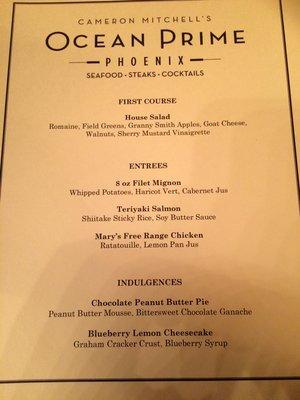 CAMERON MITCHELL'S
OCEAN PRIME
PHOENIX
SEAFOOD • STEAKS • COCKTAILS
FIRST COURSE
House Salad
Romaine, Field Greens, Granny Smith Apples, Goat Cheese,
Walnuts, Sherry Mustard Vinaigrette
ENTREES
8 oz Filet Mignon
Whipped Potatoes, Haricot Vert, Cabernet Jus
Teriyaki Salmon
Shiitake Sticky Rice, Soy Butter Sauce
Mary's Free Range Chicken
Ratatouille, Lemon Pan Jus
INDULGENCES
Chocolate Peanut Butter Pie
Peanut Butter Mousse, Bittersweet Chocolate Ganache
Blueberry Lemon Cheesecake
Graham Cracker Crust, Blueberry Syrup